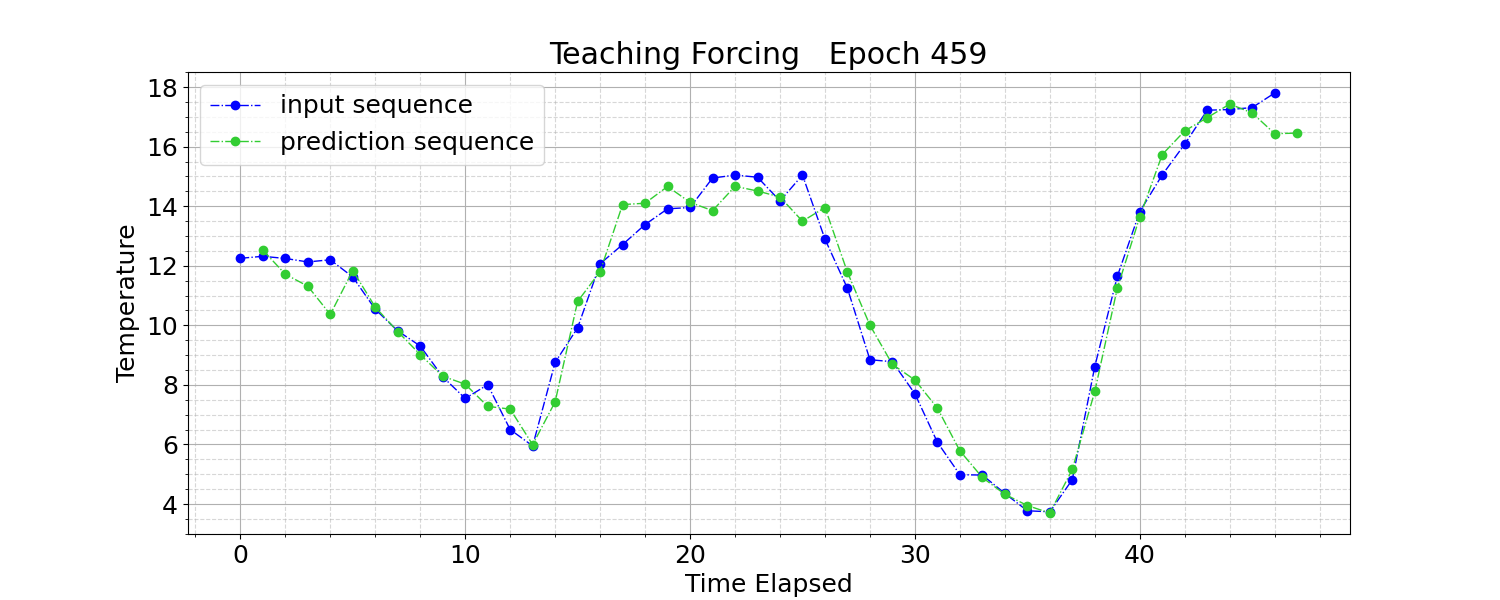 Teaching Forcing   Epoch 459
input sequence
prediction sequence
Temperature
18
16
14
12
10
8
6
4
0 10 20 30 40
Time Elapsed